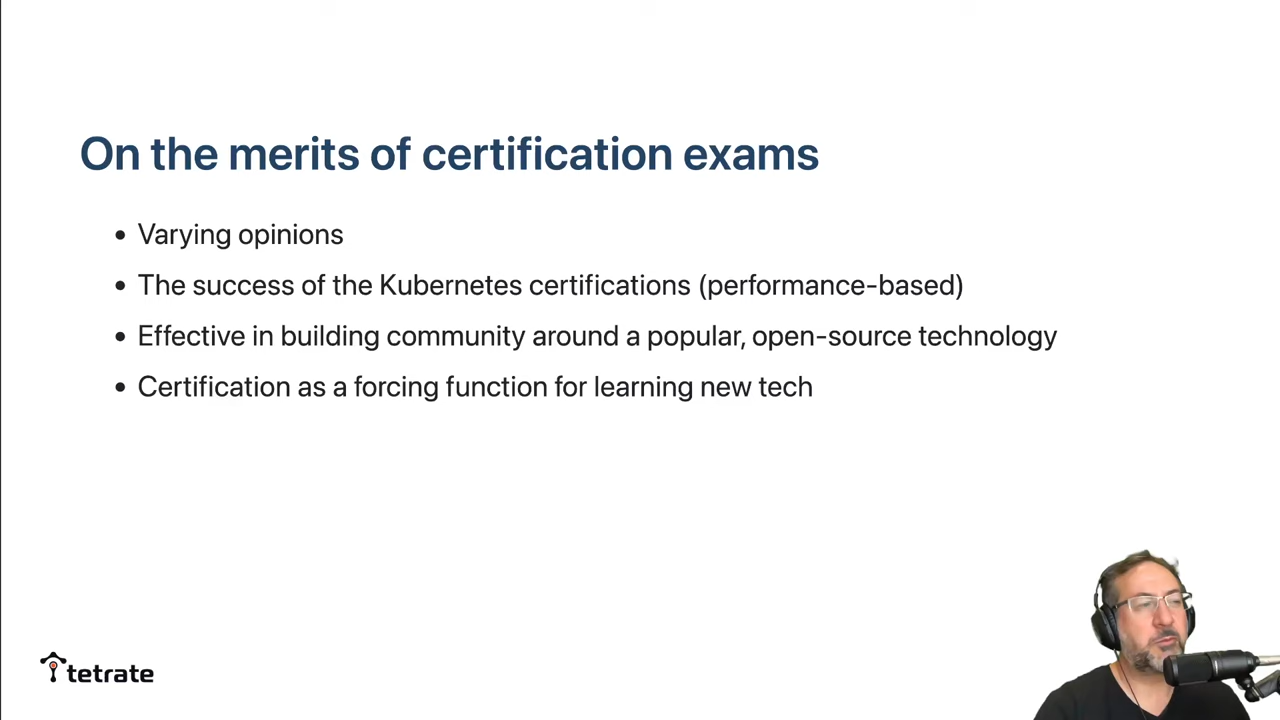 On the merits of certification exams
• Varying opinions
• The success of the Kubernetes certifications (performance-based)
• Effective in building community around a popular, open-source technology
• Certification as a forcing function for learning new tech
tetrate